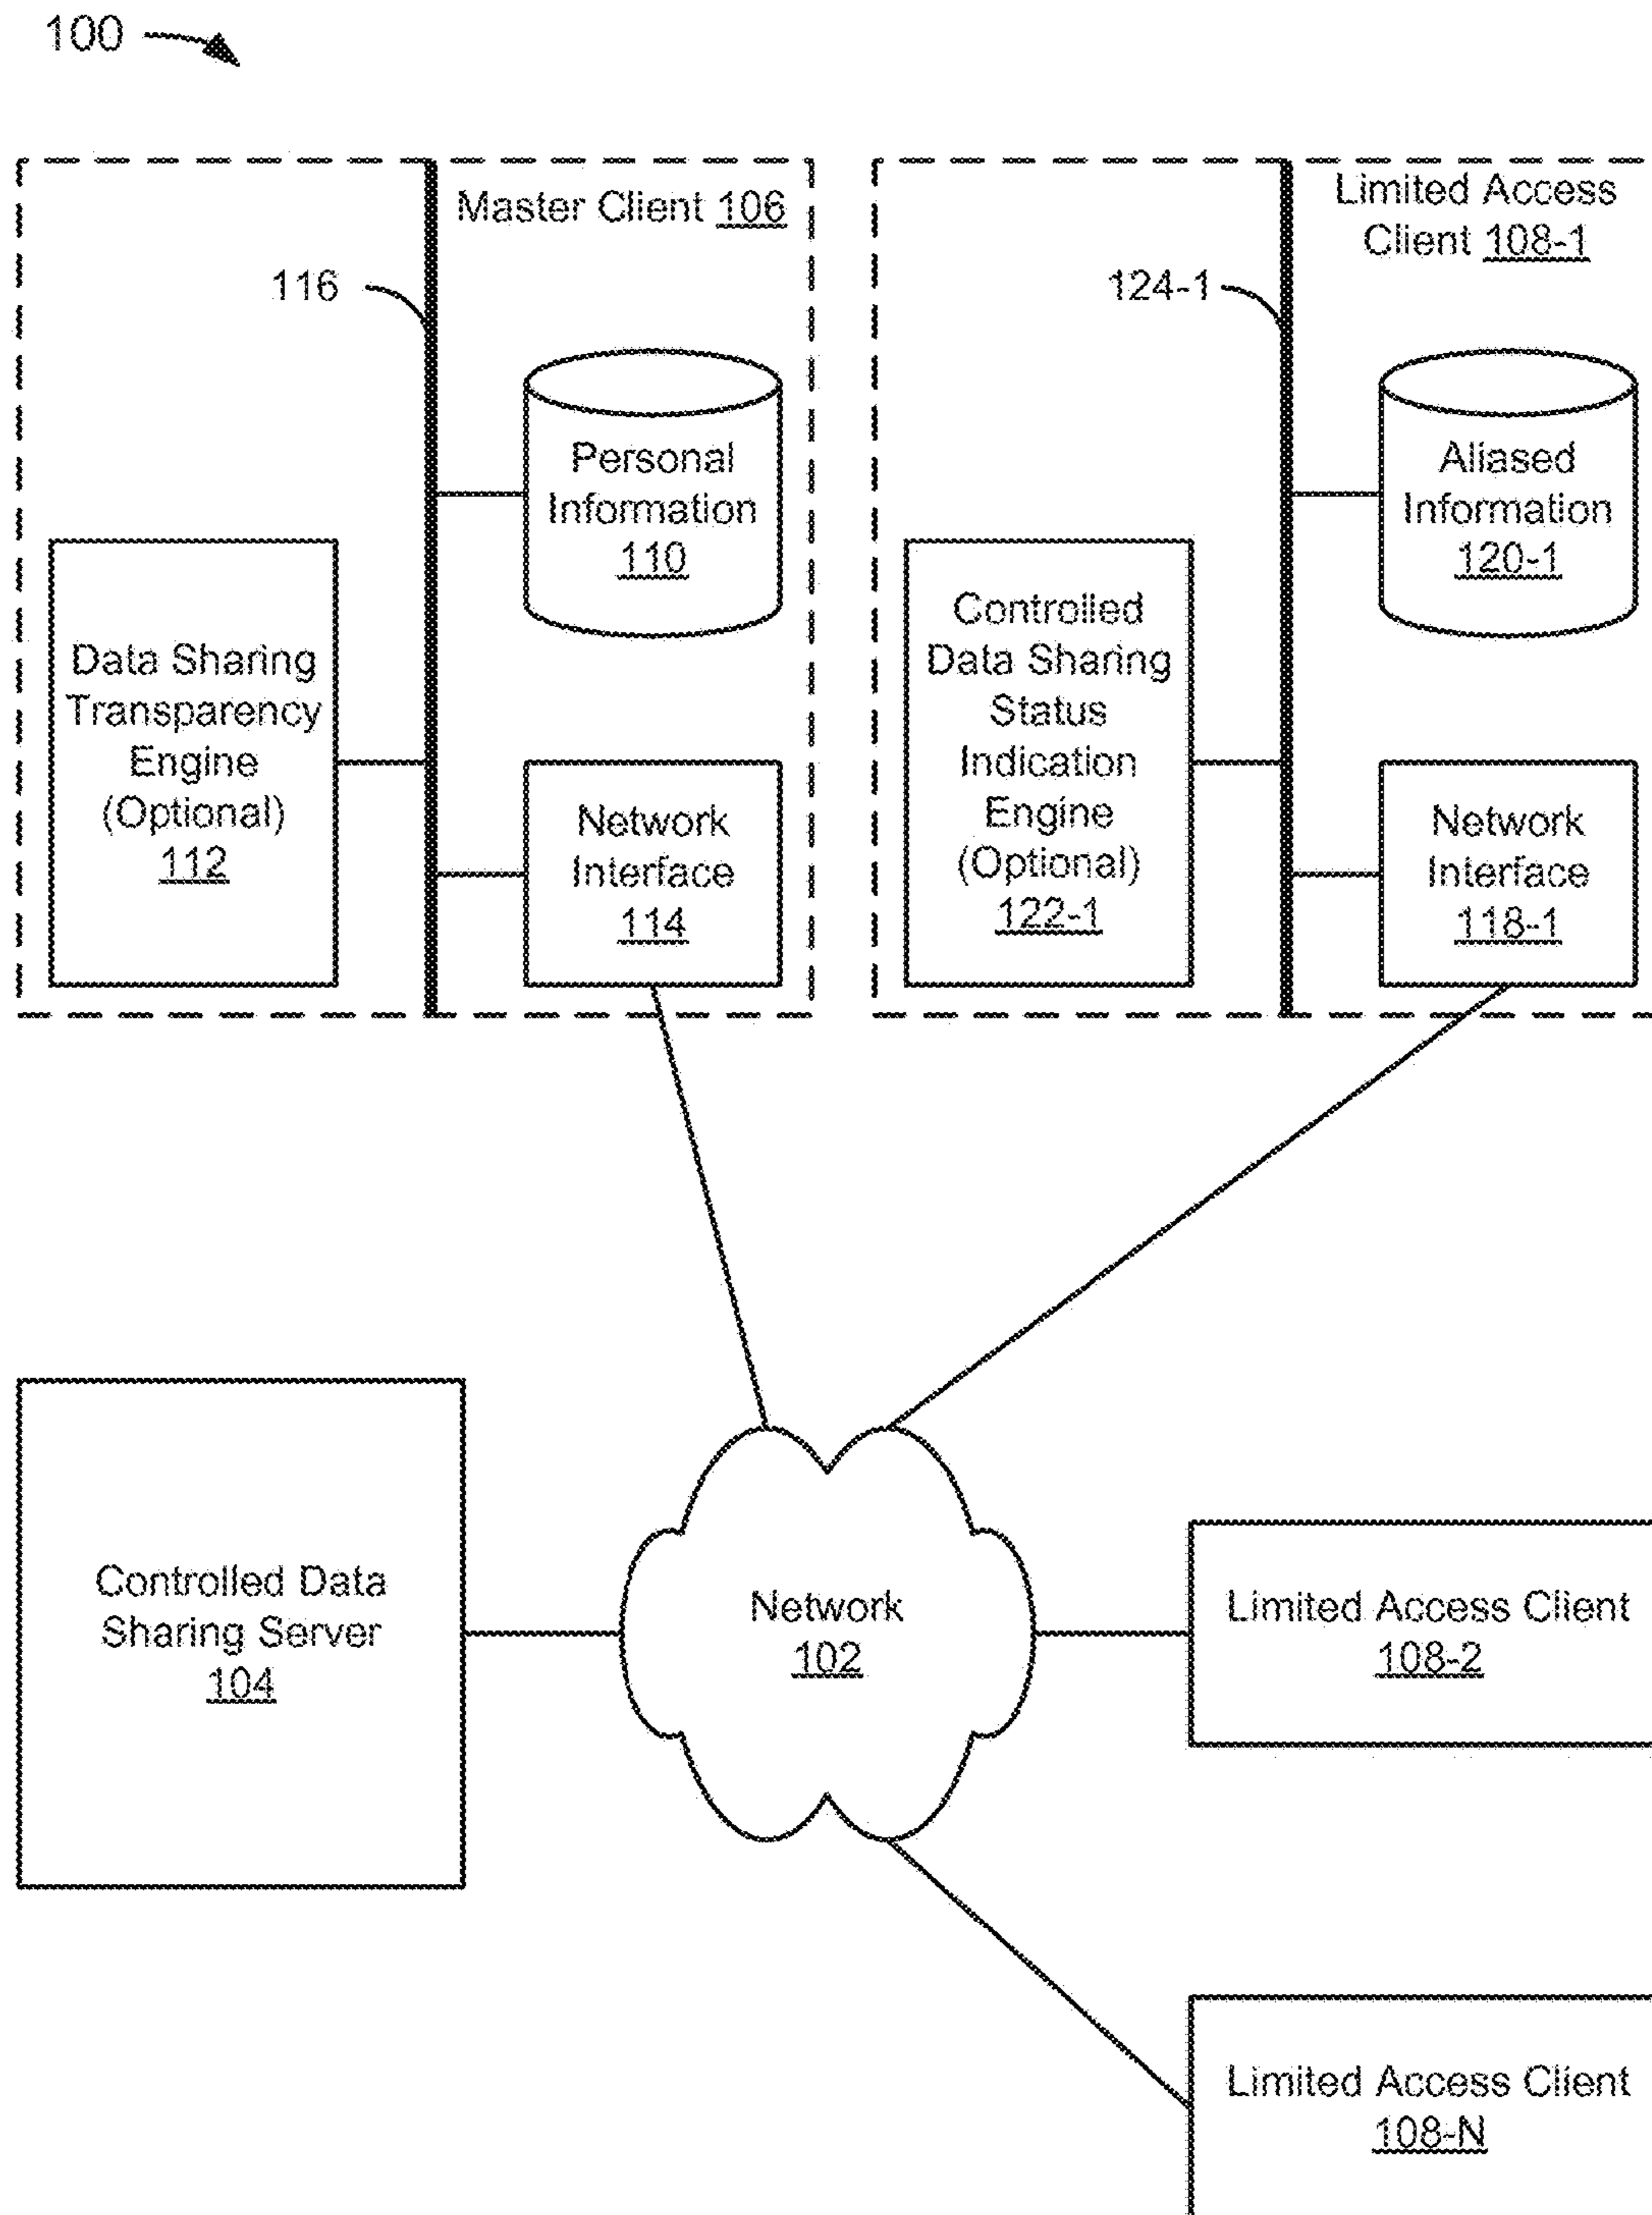 100
Master Client 106
116
Personal
Information
110
Data Sharing
Transparency
Engine
(Optional)
112
Network
Interface
114
Limited Access
Client 108-1
124-1
Aliased
Information
120-1
Controlled
Data Sharing
Status
Indication
Engine
(Optional)
122-1
Network
Interface
118-1
Controlled Data
Sharing Server
104
Network
102
Limited Access Client
108-2
Limited Access Client
108-N